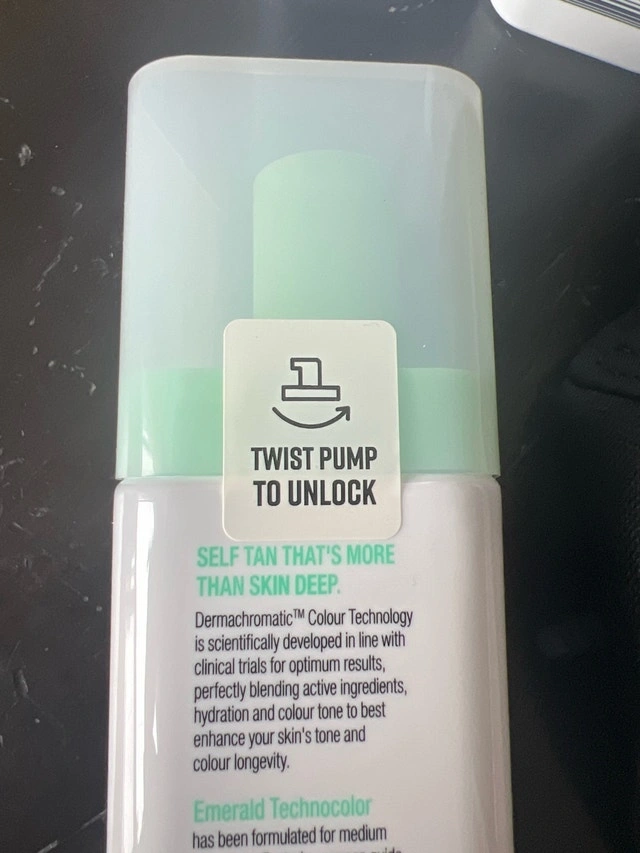 TWIST PUMP
TO UNLOCK
SELF TAN THAT'S MORE
THAN SKIN DEEP.
Dermachromatic™ Colour Technology
is scientifically developed in line with
clinical trials for optimum results,
perfectly blending active ingredients,
hydration and colour tone to best
enhance your skin's tone and
colour longevity.
Emerald Technocolor
has been formulated for medium